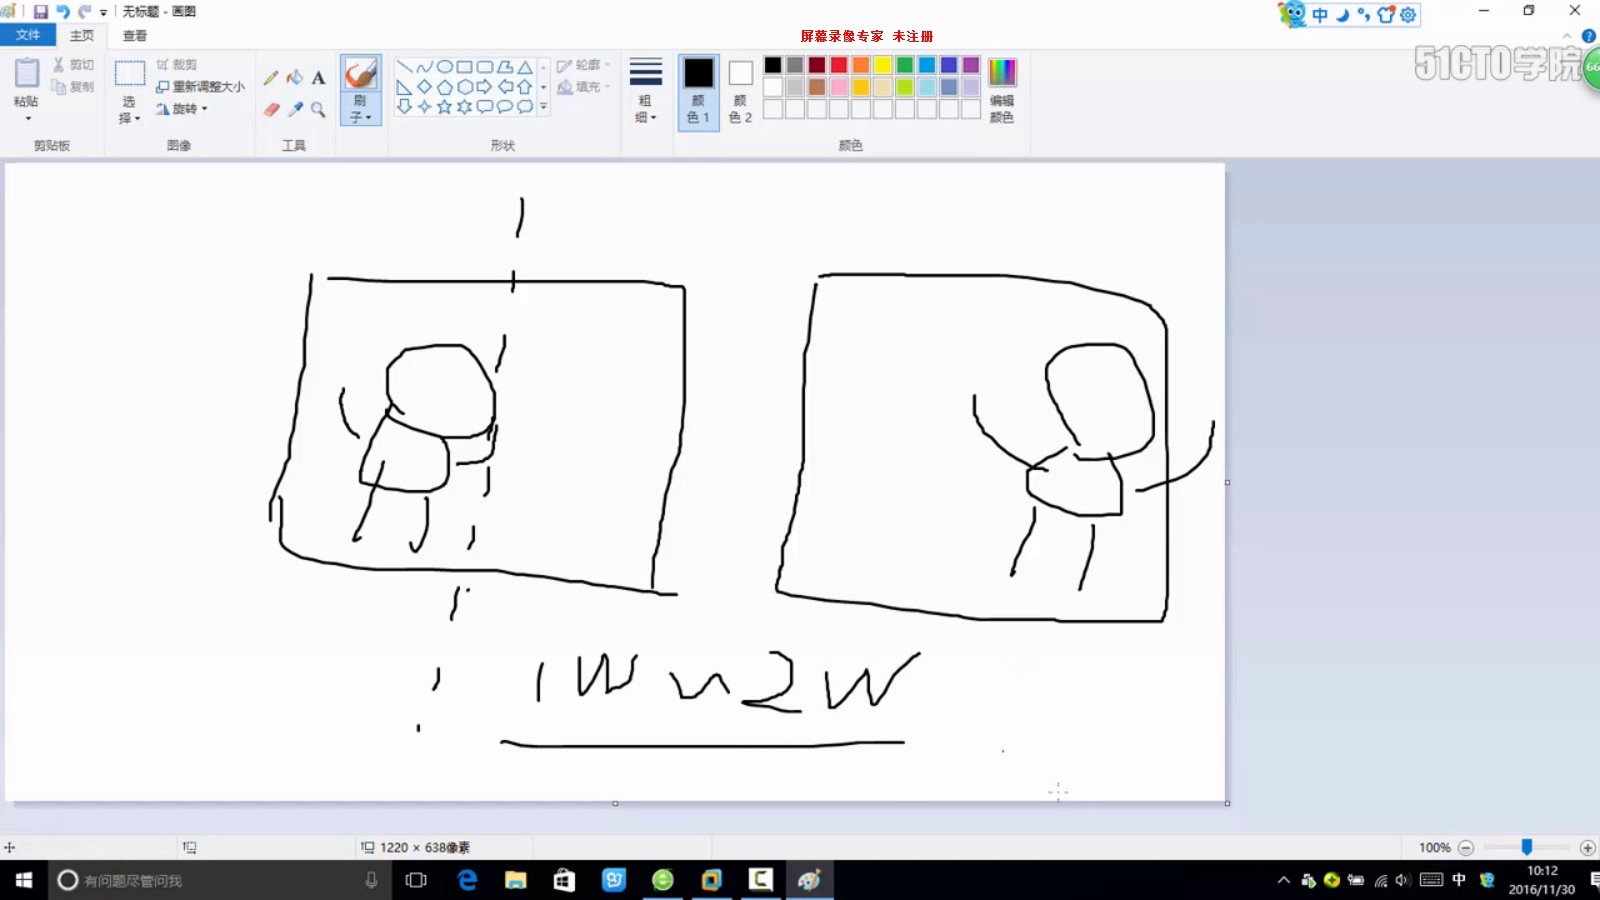 无标题 - 画图
中
文件
主页
查看
屏幕录像专家 未注册
51CTO学院
66
粘贴
剪切
复制
剪贴板
选择
裁剪
重新调整大小
旋转
图像
A
工具
刷子
轮廓
填充
形状
粗细
颜色 1
颜色 2
编辑颜色
颜色
1W~2W
1220 × 638像素
100%
有问题尽管问我
中
10:12
2016/11/30